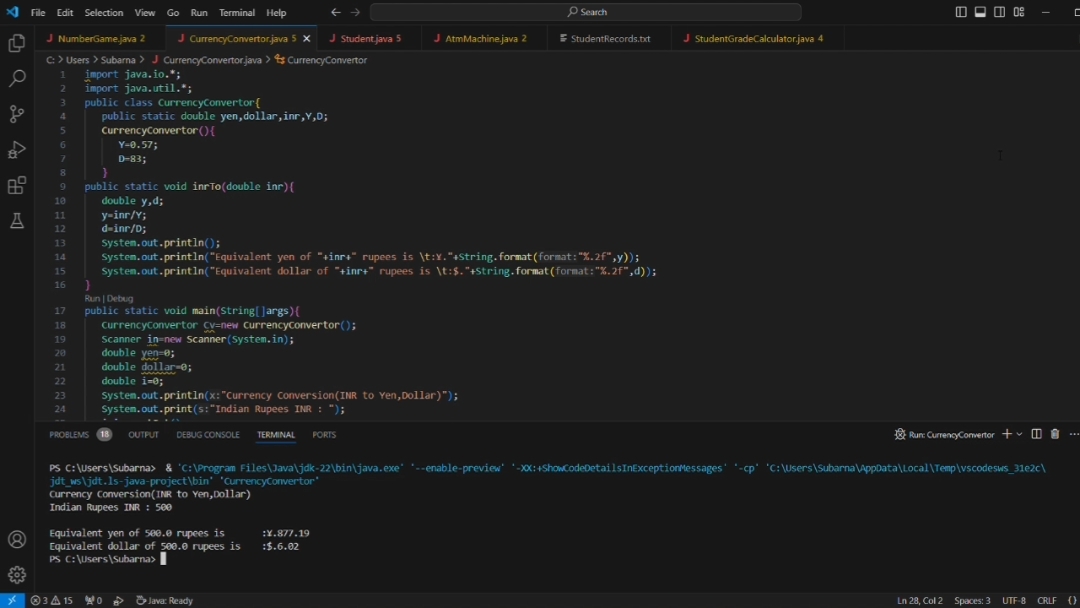 File Edit Selection View Go Run Terminal Help
Search
J NumberGame.java 2 J CurrencyConvertor.java 5 J Student.java 5 J AtmMachine.java 2 StudentRecords.txt J StudentGradeCalculator.java 4
C: > Users > Subarna > J CurrencyConvertor.java > CurrencyConvertor
1 import java.io.*;
2 import java.util.*;
3 public class CurrencyConvertor{
4 public static double yen,dollar,inr,Y,D;
5 CurrencyConvertor(){
6 Y=0.57;
7 D=83;
8 }
9 public static void inrTo(double inr){
10 double y,d;
11 y=inr/Y;
12 d=inr/D;
13 System.out.println();
14 System.out.println("Equivalent yen of "+inr+" rupees is \t:¥."+String.format(format:"%.2f",y));
15 System.out.println("Equivalent dollar of "+inr+" rupees is \t:$."+String.format(format:"%.2f",d));
16 }
Run | Debug
17 public static void main(String[]args){
18 CurrencyConvertor Cv=new CurrencyConvertor();
19 Scanner in=new Scanner(System.in);
20 double yen=0;
21 double dollar=0;
22 double i=0;
23 System.out.println(x:"Currency Conversion(INR to Yen,Dollar)");
24 System.out.print(s:"Indian Rupees INR : ");
PROBLEMS 18 OUTPUT DEBUG CONSOLE TERMINAL PORTS
Run: CurrencyConvertor
PS C:\Users\Subarna> & 'C:\Program Files\Java\jdk-22\bin\java.exe' '--enable-preview' '-XX:+ShowCodeDetailsInExceptionMessages' '-cp' 'C:\Users\Subarna\AppData\Local\Temp\vscodesws_31e2c\
jdt_ws\jdt.ls-java-project\bin' 'CurrencyConvertor'
Currency Conversion(INR to Yen,Dollar)
Indian Rupees INR : 500
Equivalent yen of 500.0 rupees is :¥.877.19
Equivalent dollar of 500.0 rupees is :$.6.02
PS C:\Users\Subarna>
3 15 0 Java: Ready
Ln 28, Col 2 Spaces: 3 UTF-8 CRLF {}